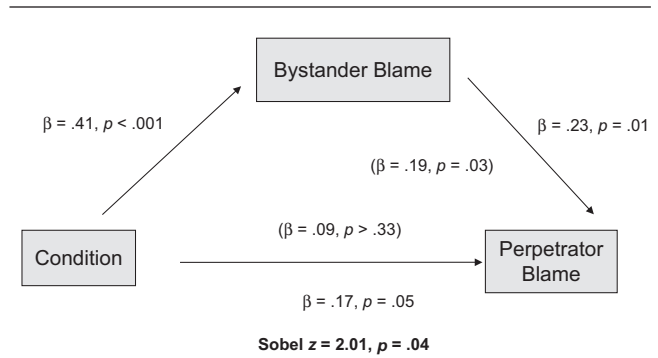 Bystander Blame
β = .41, p < .001
β = .23, p = .01
(β = .19, p = .03)
(β = .09, p > .33)
Condition
Perpetrator
Blame
β = .17, p = .05
Sobel z = 2.01, p = .04